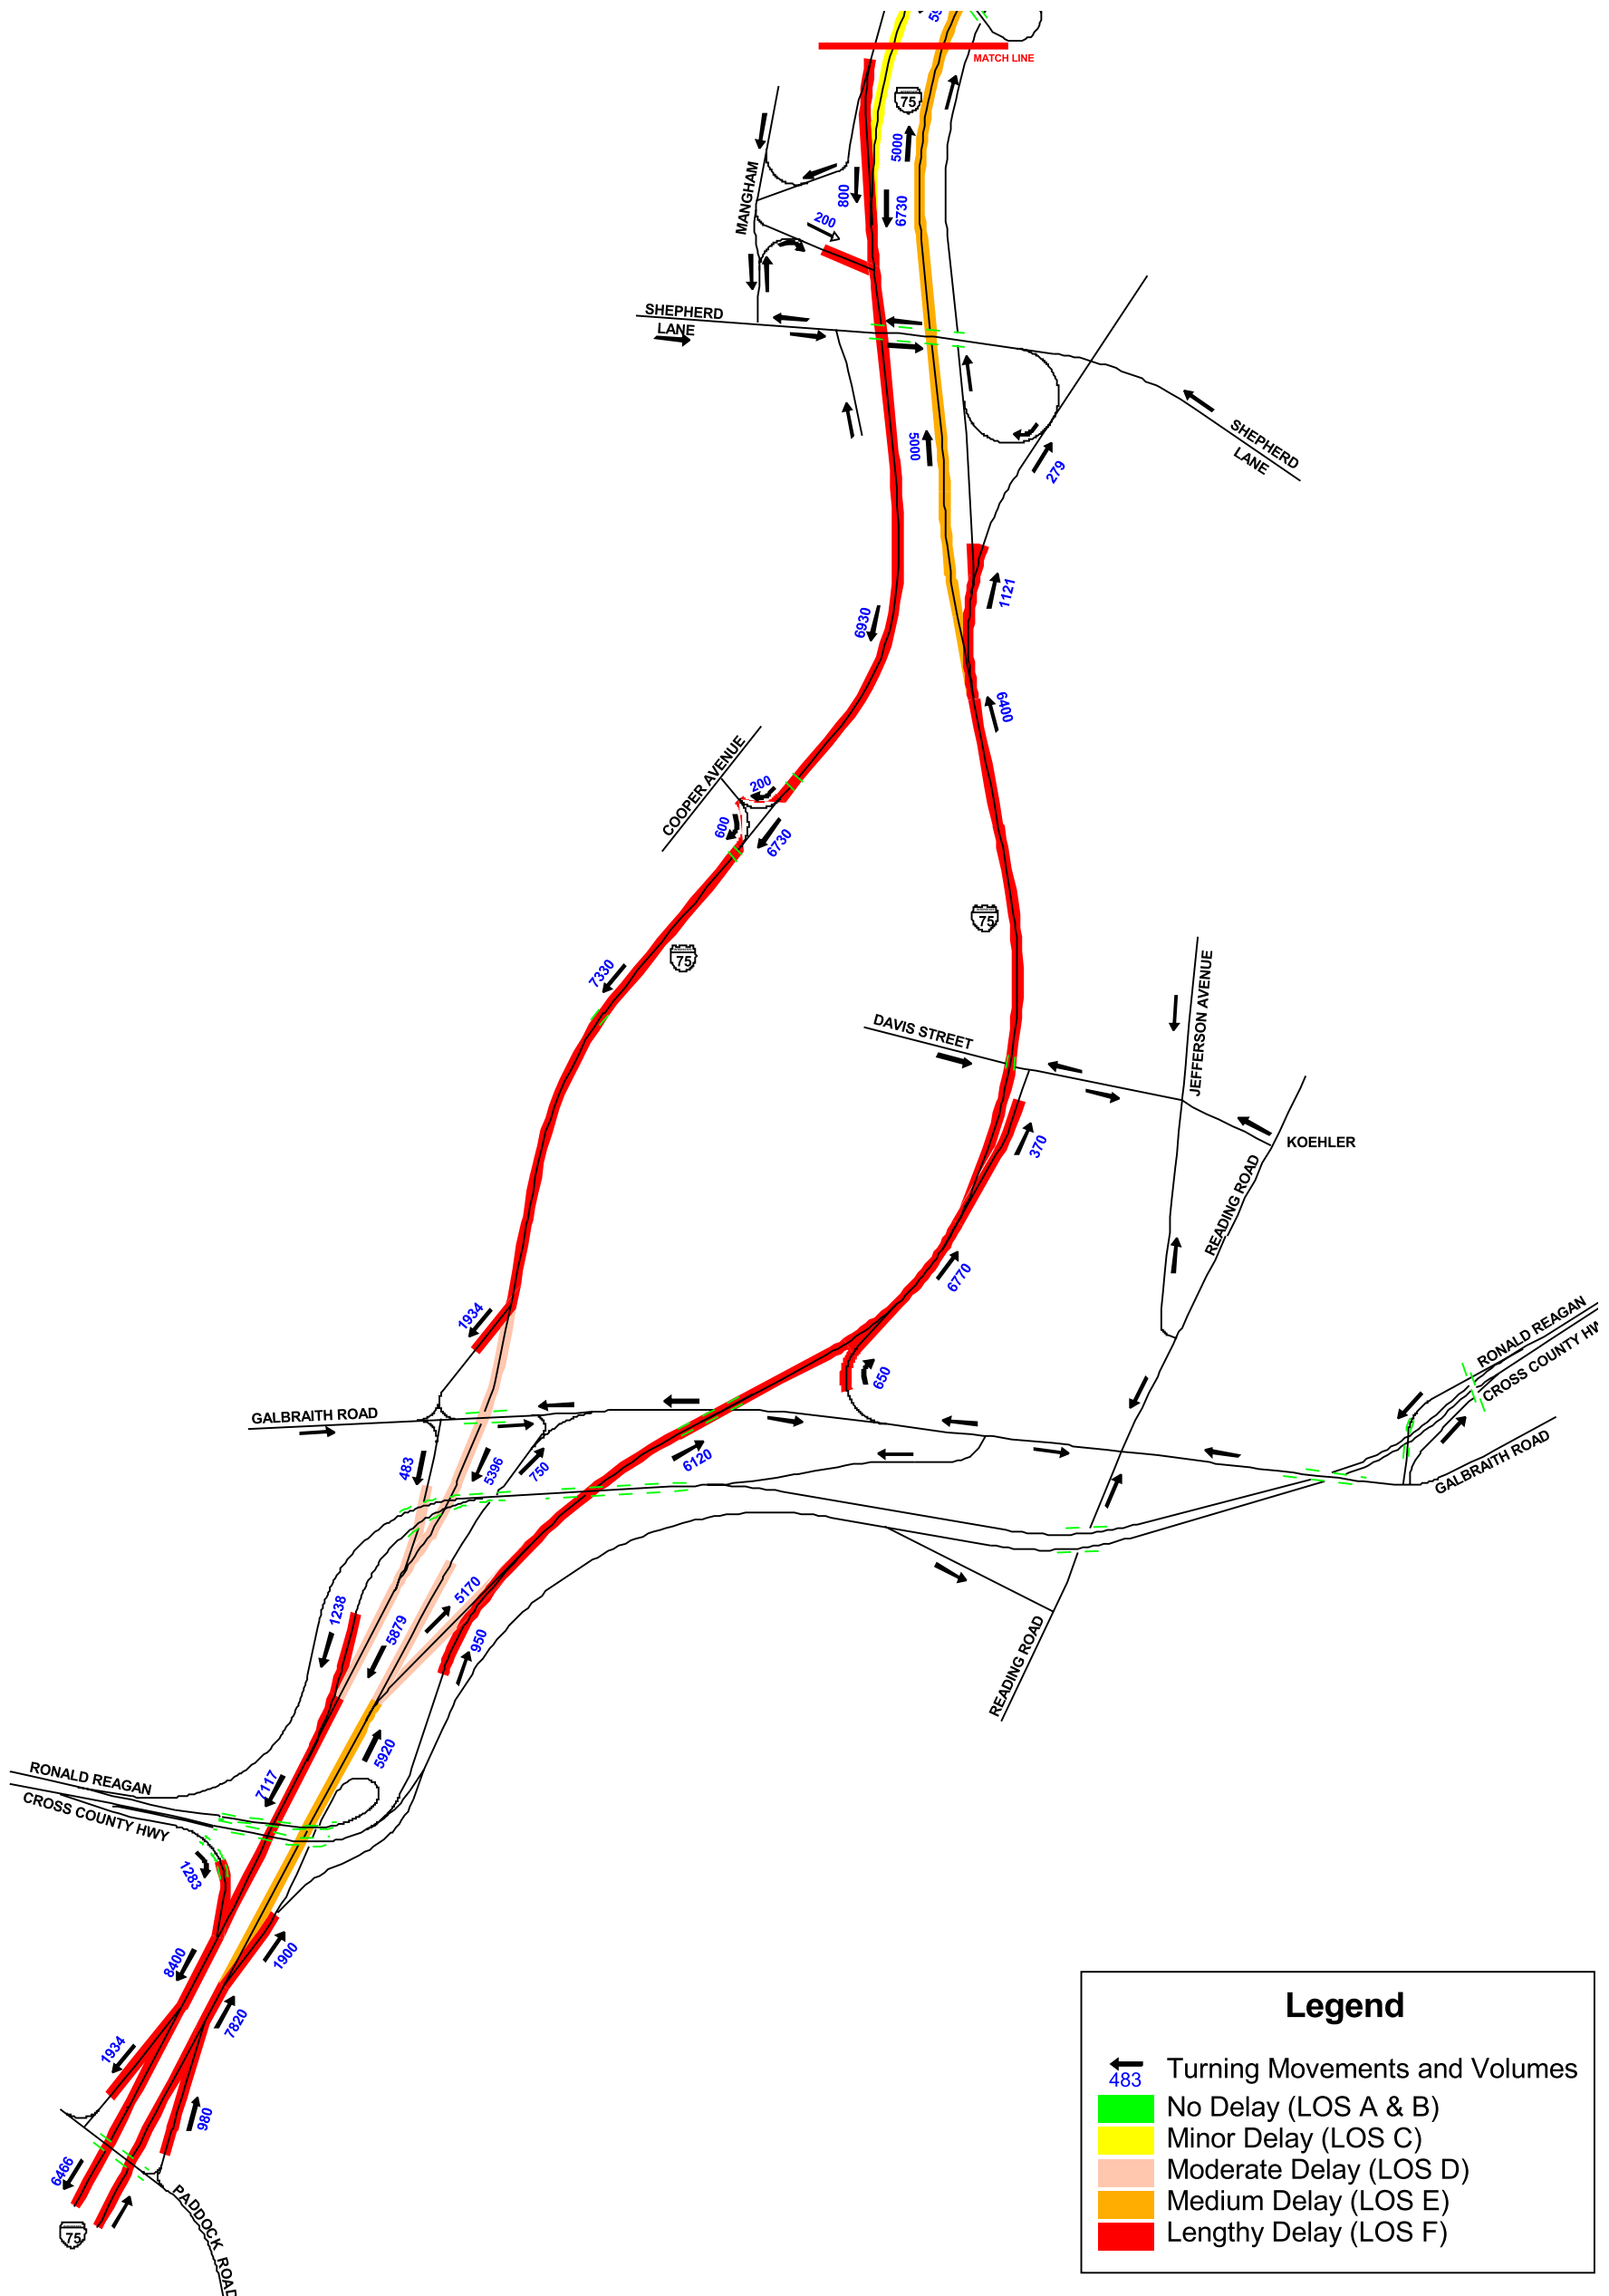 59
MATCH LINE
75
5000
MANGHAM
800
6730
200
SHEPHERD
LANE
5000
SHEPHERD
LANE
279
1121
6930
6400
COOPER AVENUE
200
600
6730
75
75
7330
DAVIS STREET
JEFFERSON AVENUE
370
KOEHLER
READING ROAD
6770
1934
RONALD REAGAN
CROSS COUNTY HW
650
GALBRAITH ROAD
483
5396
750
6120
GALBRAITH ROAD
1238
5879
5170
950
READING ROAD
5920
RONALD REAGAN
CROSS COUNTY HWY
7117
1283
8400
1900
7820
1934
980
6466
PADDOCK ROAD
75
Legend
483
Turning Movements and Volumes
No Delay (LOS A & B)
Minor Delay (LOS C)
Moderate Delay (LOS D)
Medium Delay (LOS E)
Lengthy Delay (LOS F)